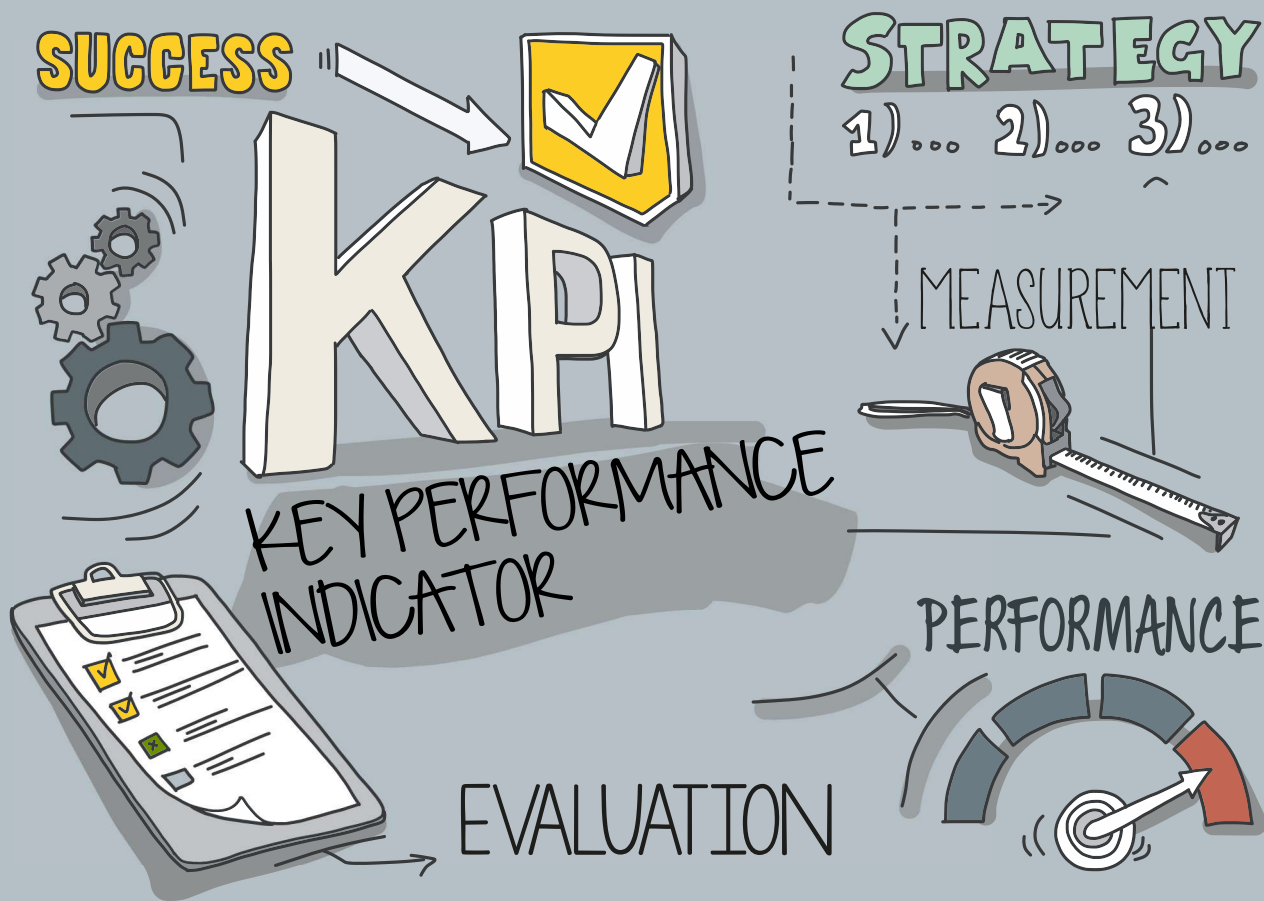 SUCCESS
STRATEGY
1)... 2)... 3)...
KPI
MEASUREMENT
KEY PERFORMANCE
INDICATOR
PERFORMANCE
EVALUATION